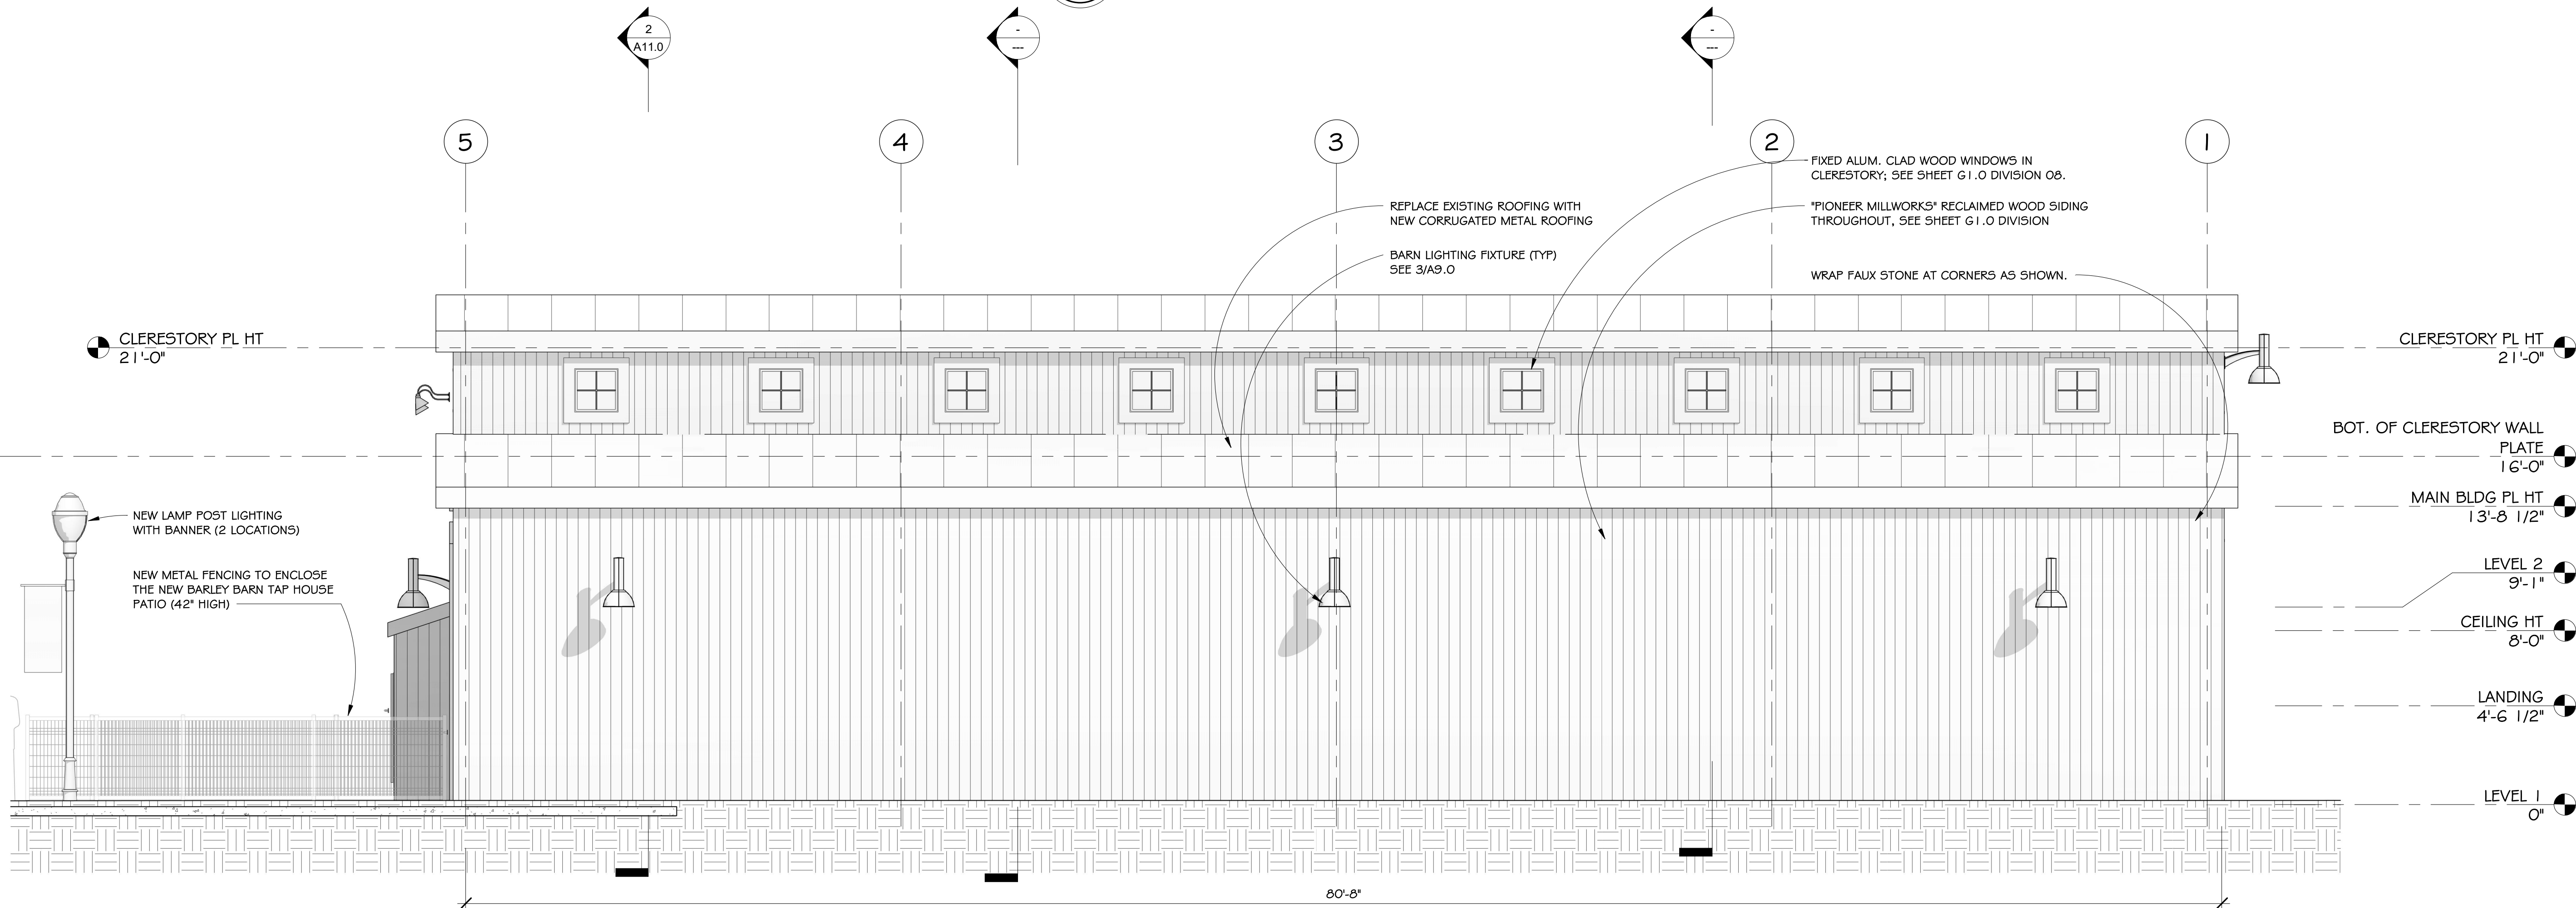 2
A11.0
-
---
-
---
5
4
3
2
1
FIXED ALUM. CLAD WOOD WINDOWS IN
CLERESTORY; SEE SHEET G1.0 DIVISION 08.
REPLACE EXISTING ROOFING WITH
NEW CORRUGATED METAL ROOFING
"PIONEER MILLWORKS" RECLAIMED WOOD SIDING
THROUGHOUT, SEE SHEET G1.0 DIVISION
BARN LIGHTING FIXTURE (TYP)
SEE 3/A9.0
WRAP FAUX STONE AT CORNERS AS SHOWN.
CLERESTORY PL HT
21'-0"
CLERESTORY PL HT
21'-0"
BOT. OF CLERESTORY WALL
PLATE
16'-0"
MAIN BLDG PL HT
13'-8 1/2"
NEW LAMP POST LIGHTING
WITH BANNER (2 LOCATIONS)
LEVEL 2
9'-1"
NEW METAL FENCING TO ENCLOSE
THE NEW BARLEY BARN TAP HOUSE
PATIO (42" HIGH)
CEILING HT
8'-0"
LANDING
4'-6 1/2"
LEVEL 1
0"
80'-8"